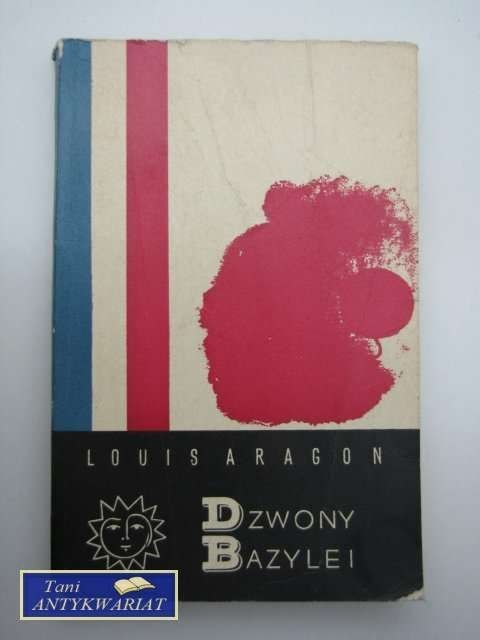 LOUIS ARAGON
DZWONY
BAZYLEI
Tani
ANTYKWARIAT